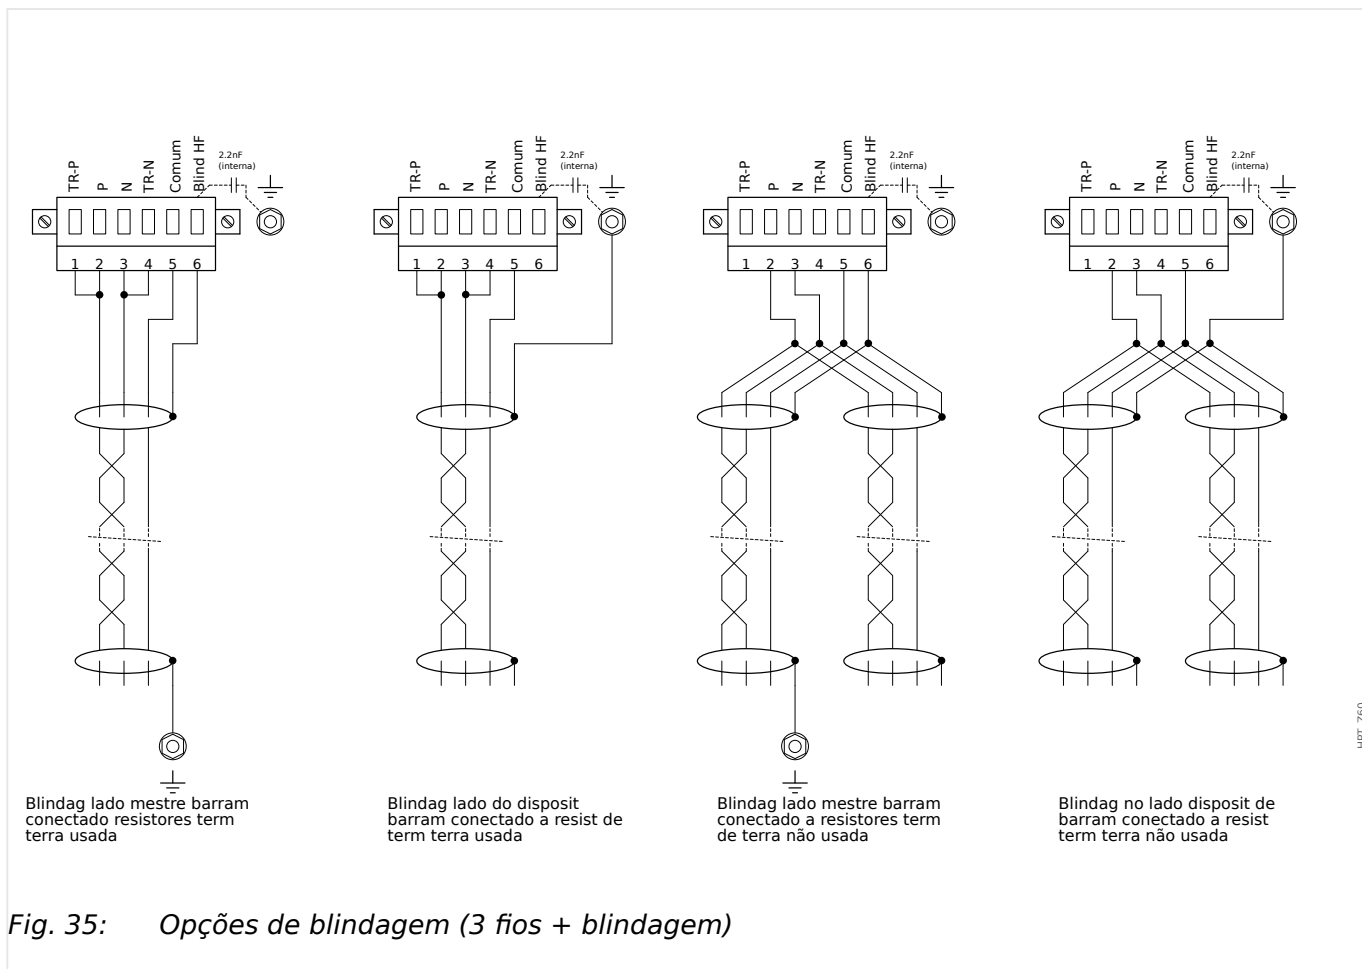 TR-P P N TR-N Comum Blind HF 2.2nF (interna)
TR-P P N TR-N Comum Blind HF 2.2nF (interna)
TR-P P N TR-N Comum Blind HF 2.2nF (interna)
TR-P P N TR-N Comum Blind HF 2.2nF (interna)
1 2 3 4 5 6
1 2 3 4 5 6
1 2 3 4 5 6
1 2 3 4 5 6
Blindag lado mestre barram
conectado resistores term
terra usada
Blindag lado do disposit
barram conectado a resist de
term terra usada
Blindag lado mestre barram
conectado a resistores term
de terra não usada
Blindag no lado disposit de
barram conectado a resist
term terra não usada
Fig. 35: Opções de blindagem (3 fios + blindagem)